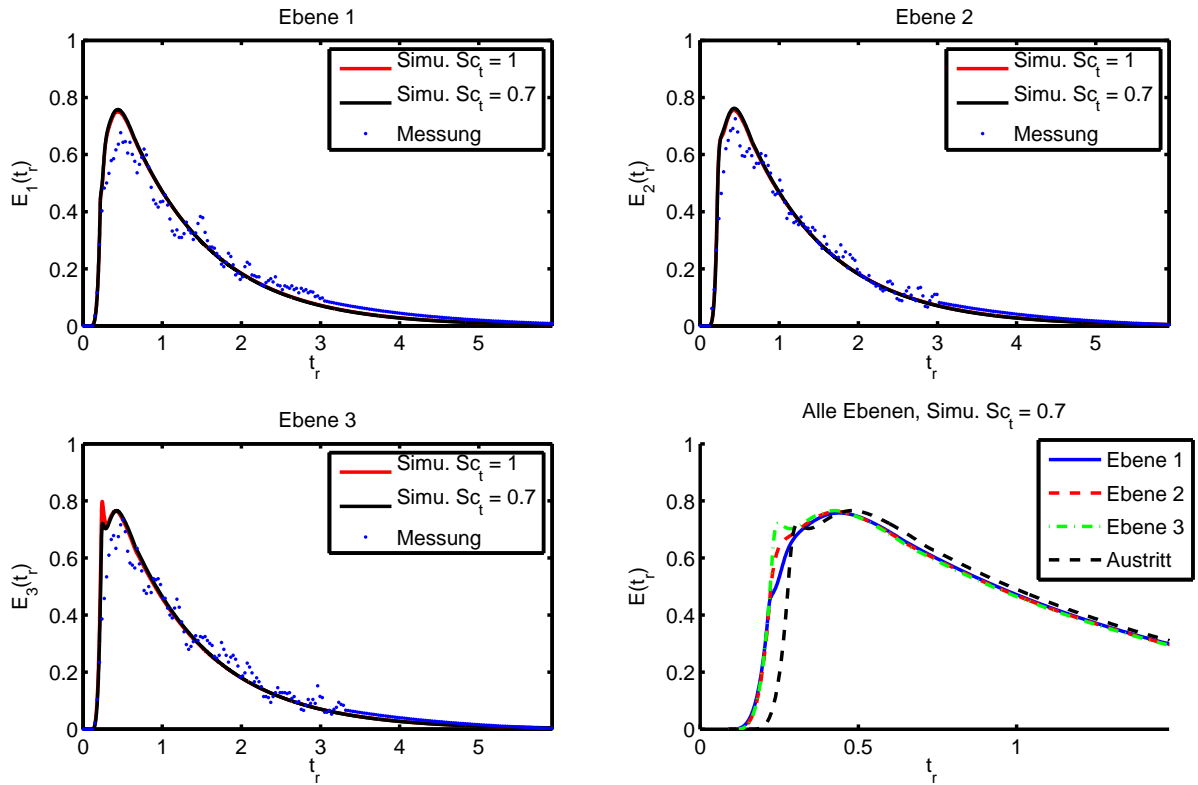 Ebene 1
1
0.8
0.6
0.4
0.2
0
E_1(t_r)
0 1 2 3 4 5
t_r
Simu. Sc_t = 1
Simu. Sc_t = 0.7
Messung
Ebene 2
1
0.8
0.6
0.4
0.2
0
E_2(t_r)
0 1 2 3 4 5
t_r
Simu. Sc_t = 1
Simu. Sc_t = 0.7
Messung
Ebene 3
1
0.8
0.6
0.4
0.2
0
E_3(t_r)
0 1 2 3 4 5
t_r
Simu. Sc_t = 1
Simu. Sc_t = 0.7
Messung
Alle Ebenen, Simu. Sc_t = 0.7
1
0.8
0.6
0.4
0.2
0
E(t_r)
0 0.5 1
t_r
Ebene 1
Ebene 2
Ebene 3
Austritt